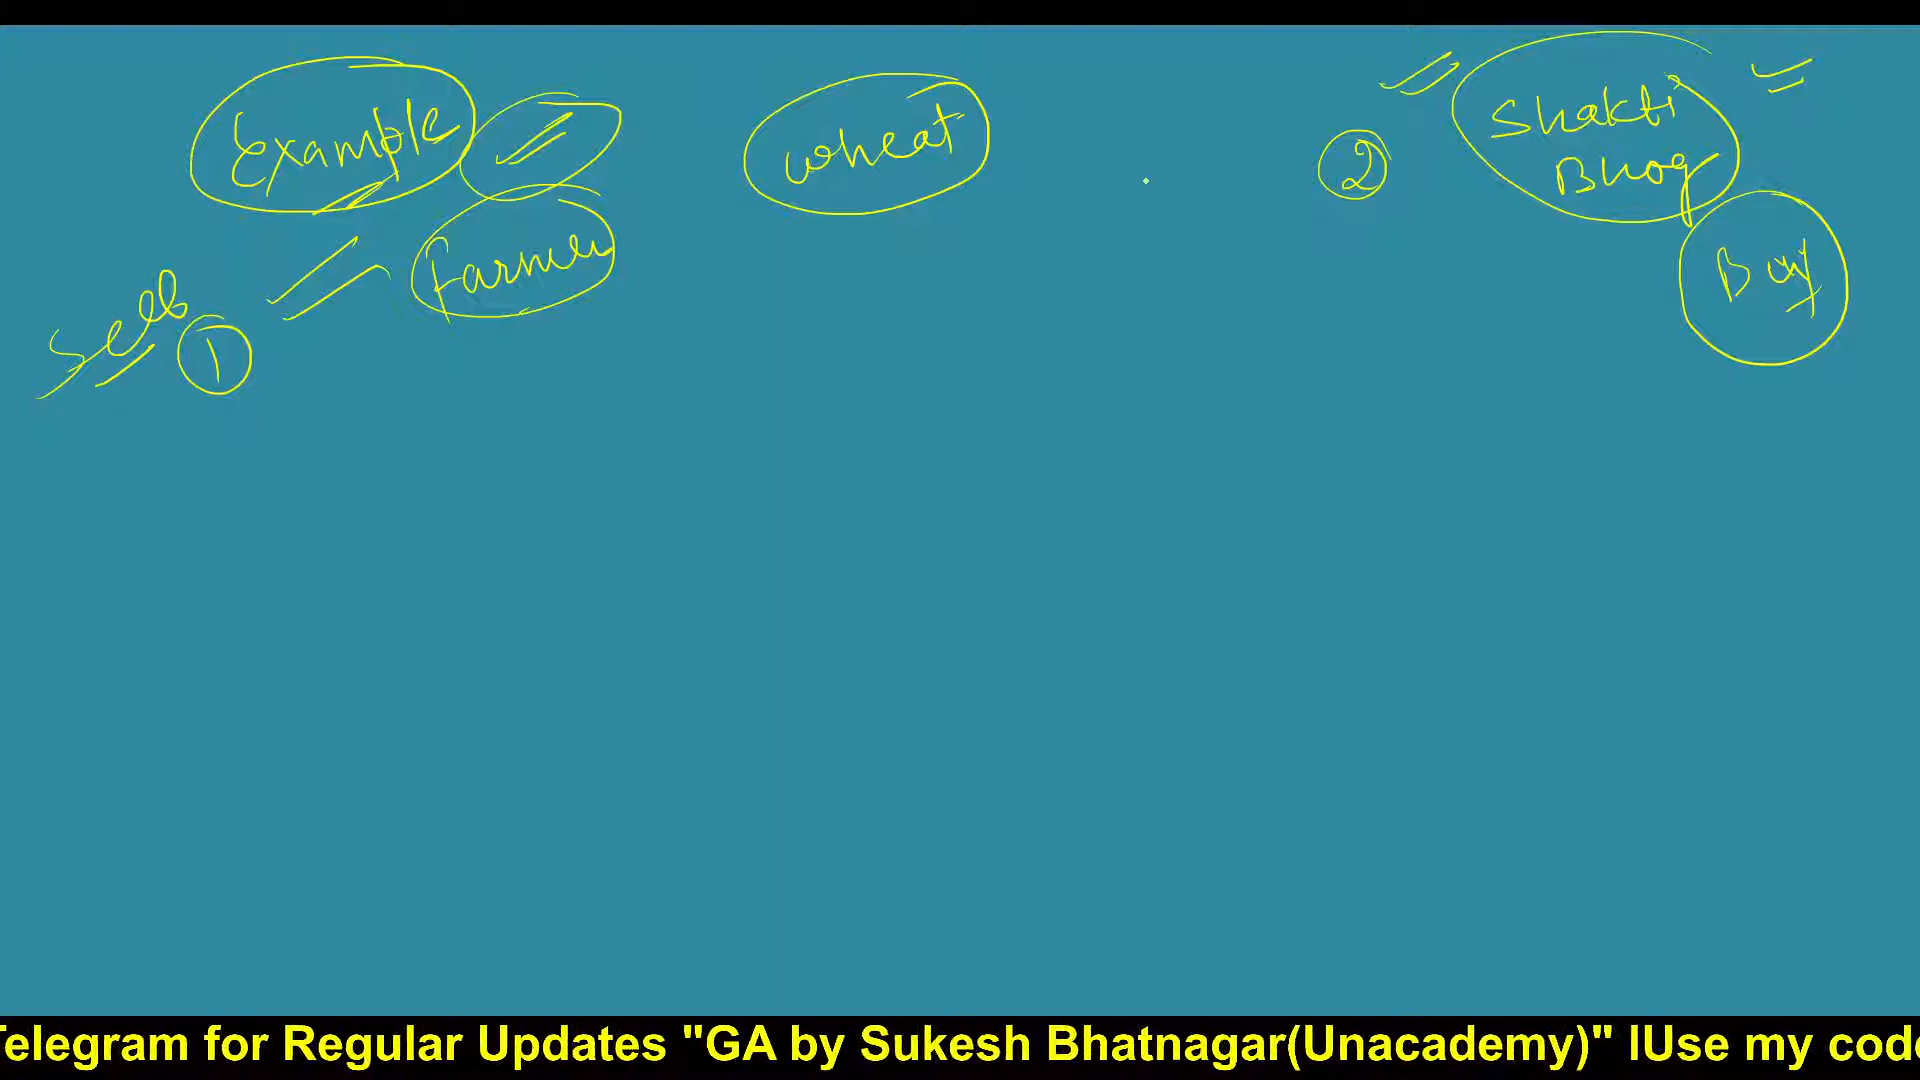 Example
wheat
2
Shakti
Bhog
Farmer
Buy
Sell
1
Telegram for Regular Updates "GA by Sukesh Bhatnagar(Unacademy)" lUse my code